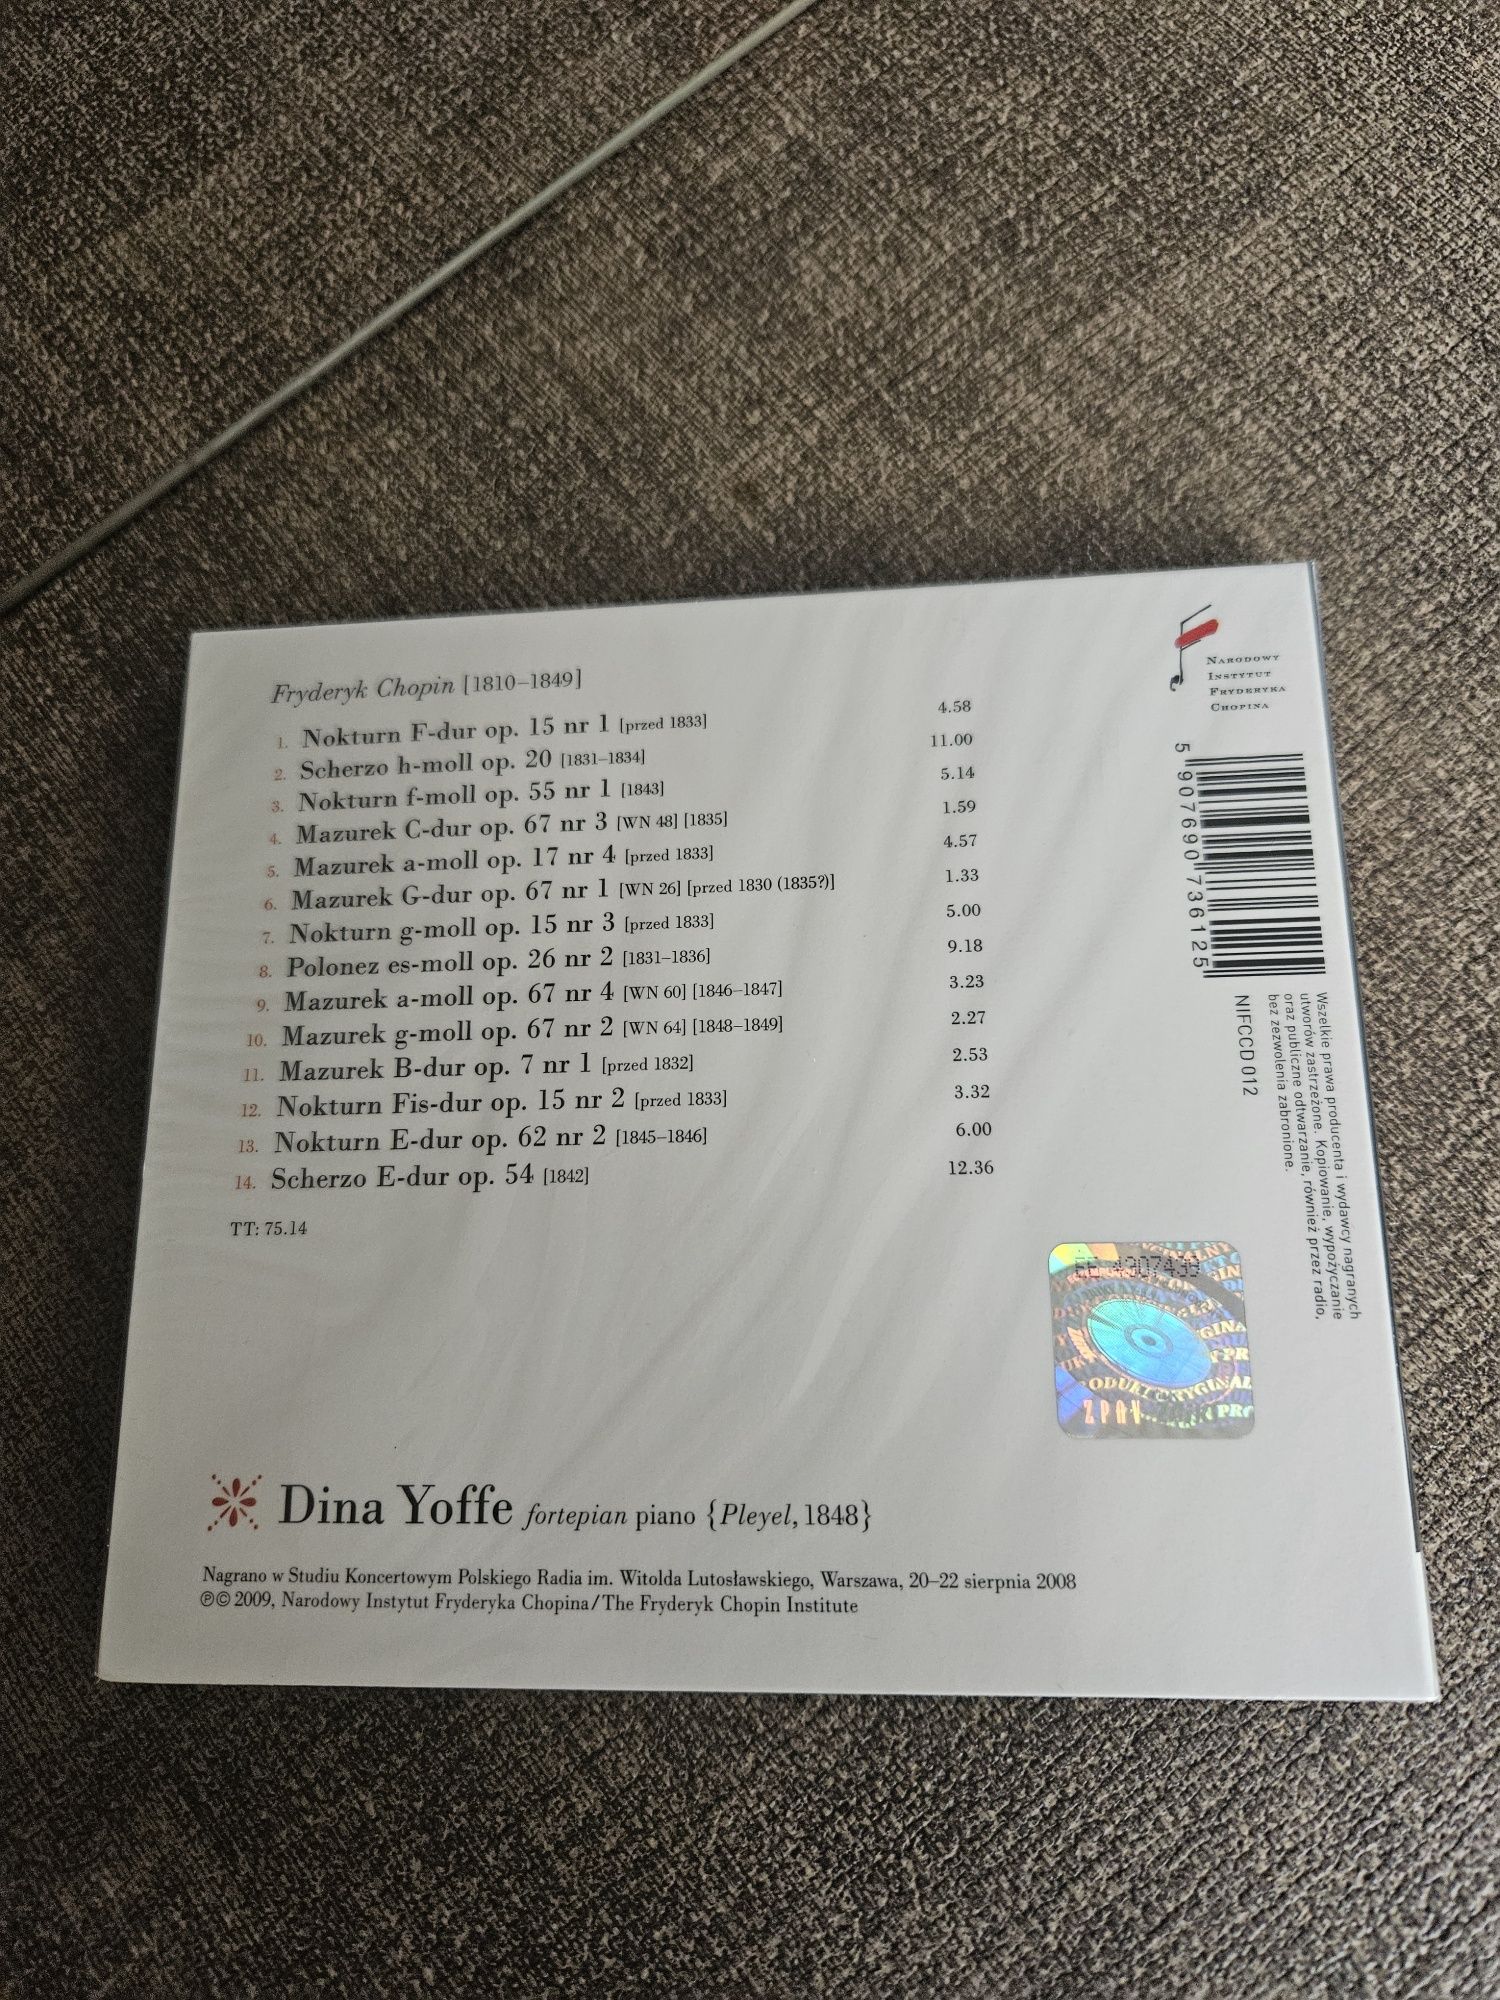 Fryderyk Chopin [1810–1849]
1. Nokturn F-dur op. 15 nr 1 [przed 1833] 4.58
2. Scherzo h-moll op. 20 [1831–1834] 11.00
3. Nokturn f-moll op. 55 nr 1 [1843] 5.14
4. Mazurek C-dur op. 67 nr 3 [WN 48] [1835] 1.59
5. Mazurek a-moll op. 17 nr 4 [przed 1833] 4.57
6. Mazurek G-dur op. 67 nr 1 [WN 26] [przed 1830 (1835?)] 1.33
7. Nokturn g-moll op. 15 nr 3 [przed 1833] 5.00
8. Polonez es-moll op. 26 nr 2 [1831–1836] 9.18
9. Mazurek a-moll op. 67 nr 4 [WN 60] [1846–1847] 3.23
10. Mazurek g-moll op. 67 nr 2 [WN 64] [1848–1849] 2.27
11. Mazurek B-dur op. 7 nr 1 [przed 1832] 2.53
12. Nokturn Fis-dur op. 15 nr 2 [przed 1833] 3.32
13. Nokturn E-dur op. 62 nr 2 [1845–1846] 6.00
14. Scherzo E-dur op. 54 [1842] 12.36
TT: 75.14
Narodowy
Instytut
Fryderyka
Chopina
5 907690 736125
NIFCCD 012
Wszelkie prawa producenta i wydawcy nagranych
utworów zastrzeżone. Kopiowanie, wypożyczanie
oraz publiczne odtwarzanie, również przez radio,
bez zezwolenia zabronione.
ZPAV
Dina Yoffe fortepian piano {Pleyel, 1848}
Nagrano w Studiu Koncertowym Polskiego Radia im. Witolda Lutosławskiego, Warszawa, 20–22 sierpnia 2008
℗© 2009, Narodowy Instytut Fryderyka Chopina/The Fryderyk Chopin Institute